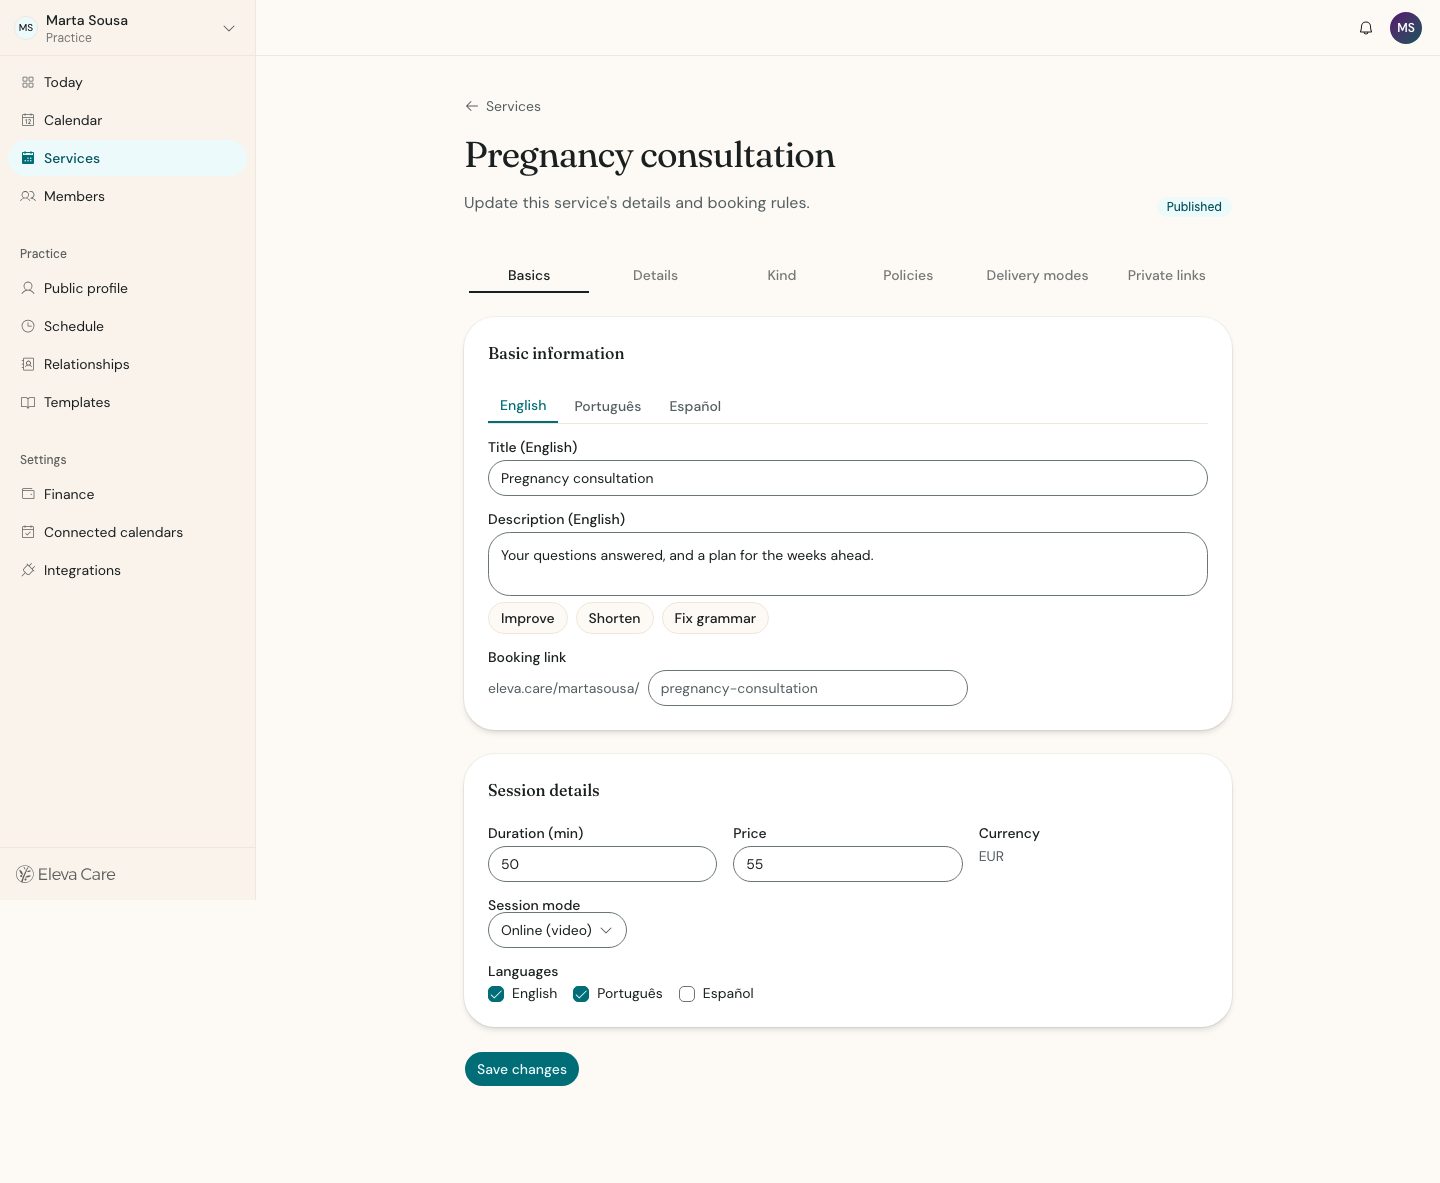 MS
Marta Sousa
Practice
MS
Today
Calendar
Services
Members
Practice
Public profile
Schedule
Relationships
Templates
Settings
Finance
Connected calendars
Integrations
Eleva Care
Services
Pregnancy consultation
Update this service's details and booking rules.
Published
Basics Details Kind Policies Delivery modes Private links
Basic information
English Português Español
Title (English)
Pregnancy consultation
Description (English)
Your questions answered, and a plan for the weeks ahead.
Improve Shorten Fix grammar
Booking link
eleva.care/martasousa/ pregnancy-consultation
Session details
Duration (min) Price Currency
50 55 EUR
Session mode
Online (video)
Languages
English Português Español
Save changes